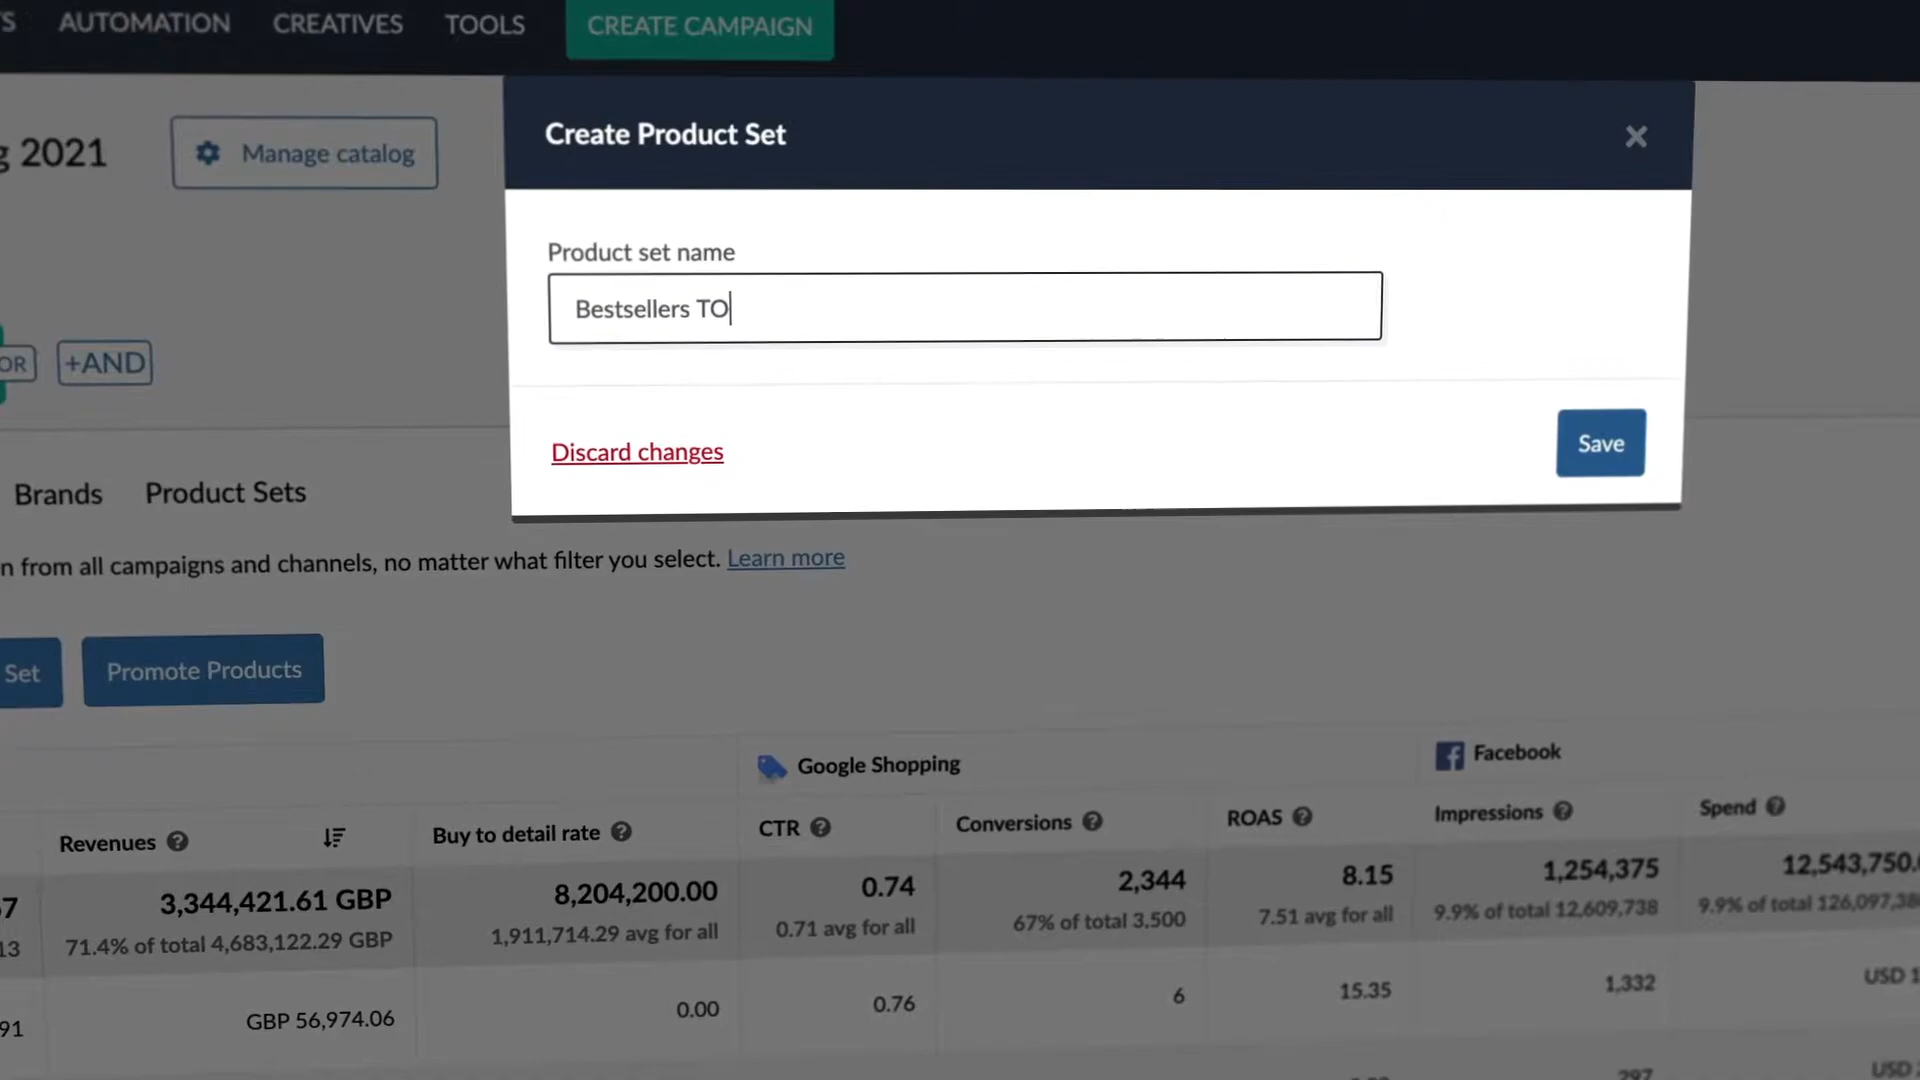 AUTOMATION CREATIVES TOOLS CREATE CAMPAIGN
2021 Manage catalog
Create Product Set
Product set name
Bestsellers TO
OR +AND
Discard changes
Save
Brands Product Sets
n from all campaigns and channels, no matter what filter you select. Learn more
Set Promote Products
Google Shopping Facebook
Revenues Buy to detail rate CTR Conversions ROAS Impressions Spend
7 3,344,421.61 GBP 8,204,200.00 0.74 2,344 8.15 1,254,375 12,543,750.
13 71.4% of total 4,683,122.29 GBP 1,911,714.29 avg for all 0.71 avg for all 67% of total 3,500 7.51 avg for all 9.9% of total 12,609,738 9.9% of total 126,097,38
91 GBP 56,974.06 0.00 0.76 6 15.35 1,332 USD 1
297 USD